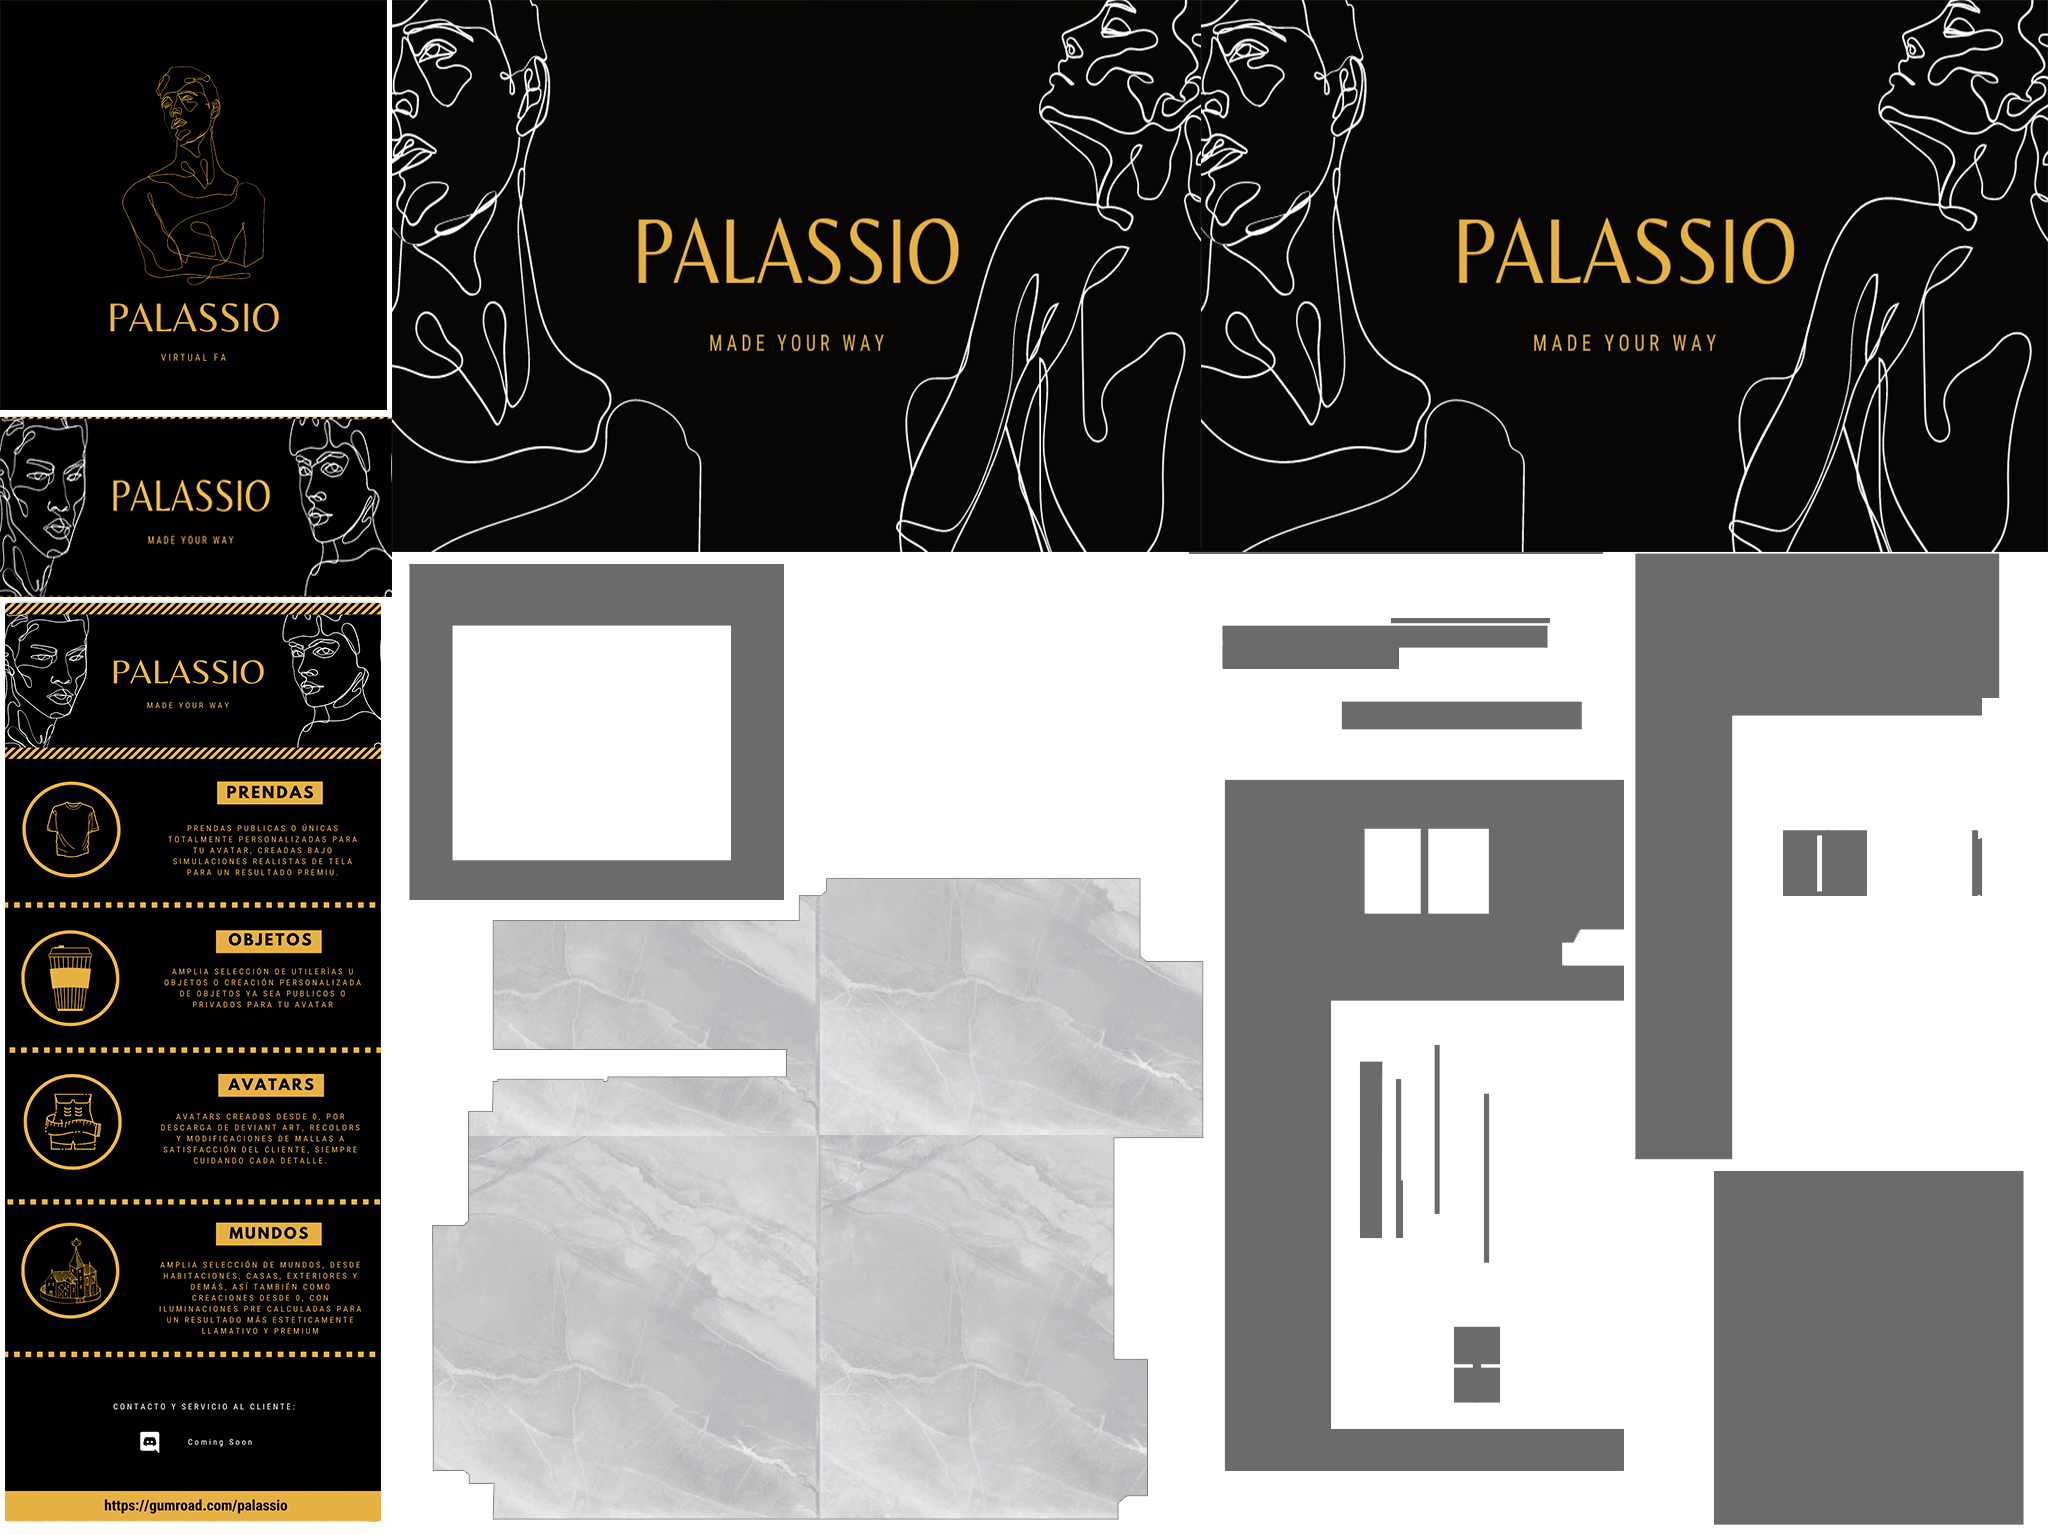 PALASSIO
VIRTUAL FA
PALASSIO
MADE YOUR WAY
PALASSIO
MADE YOUR WAY
PALASSIO
MADE YOUR WAY
PALASSIO
MADE YOUR WAY
PRENDAS
PRENDAS PUBLICAS O ÚNICAS
TOTALMENTE PERSONALIZADAS PARA
TU AVATAR, CREADAS BAJO
SIMULACIONES REALISTAS DE TELA
PARA UN RESULTADO PREMIU.
OBJETOS
AMPLIA SELECCIÓN DE UTILERÌAS U
OBJETOS O CREACIÓN PERSONALIZADA
DE OBJETOS YA SEA PUBLICOS O
PRIVADOS PARA TU AVATAR
AVATARS
AVATARS CREADOS DESDE 0, POR
DESCARGA DE DEVIANT ART, RECOLORS
Y MODIFICACIONES DE MALLAS A
SATISFACCIÓN DEL CLIENTE, SIEMPRE
CUIDANDO CADA DETALLE.
MUNDOS
AMPLIA SELECCIÓN DE MUNDOS, DESDE
HABITACIONES, CASAS, EXTERIORES Y
DEMÁS, ASÍ TAMBIÉN COMO
CREACIONES DESDE 0, CON
ILUMINACIONES PRE CALCULADAS PARA
UN RESULTADO MÁS ESTETICAMENTE
LLAMATIVO Y PREMIUM
CONTACTO Y SERVICIO AL CLIENTE:
Coming Soon
https://gumroad.com/palassio